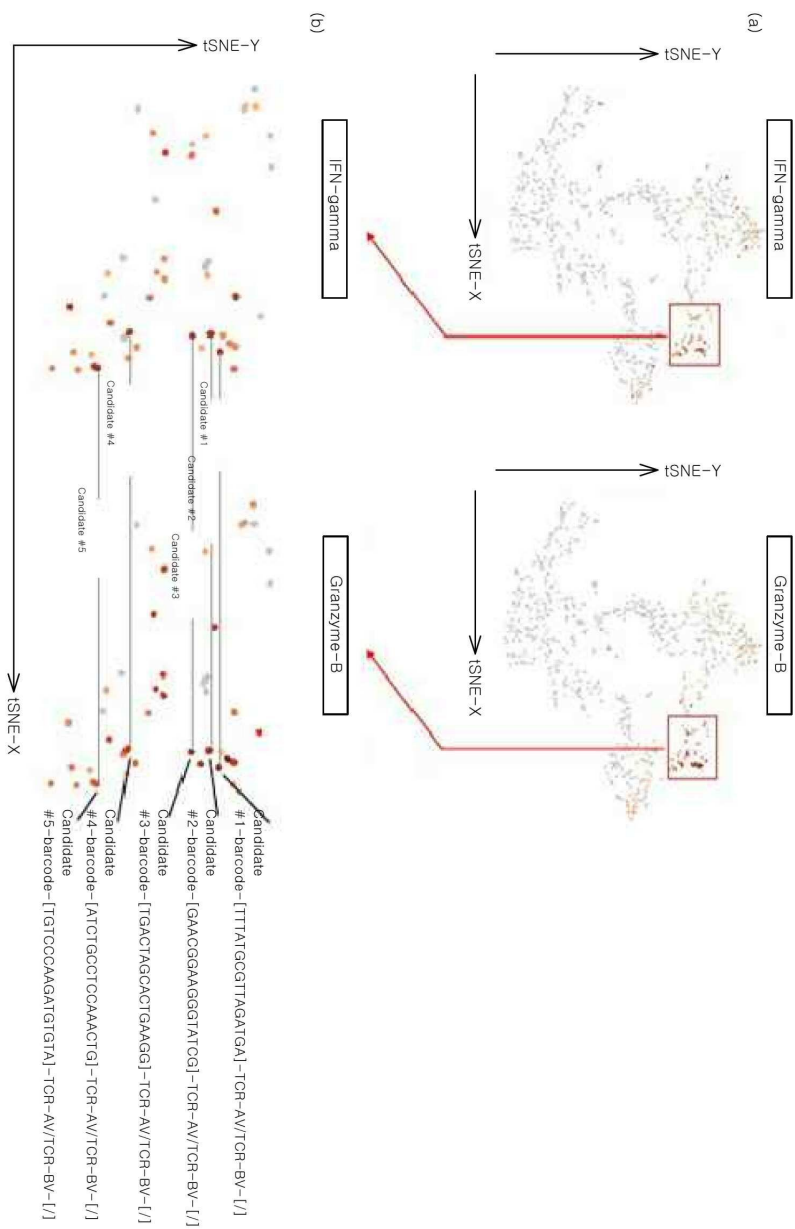 (a)
IFN-gamma
Granzyme-B
tSNE-Y
tSNE-X
tSNE-Y
tSNE-X
(b)
IFN-gamma
Granzyme-B
tSNE-Y
tSNE-X
Candidate #1
Candidate #2
Candidate #3
Candidate #4
Candidate #5
Candidate
#1-barcode-[TTTATGCGTTAGATGA]-TCR-AV/TCR-BV-[/]
Candidate
#2-barcode-[GAACGGAAGGGTATCG]-TCR-AV/TCR-BV-[/]
Candidate
#3-barcode-[TGACTAGCACTGAAGG]-TCR-AV/TCR-BV-[/]
Candidate
#4-barcode-[ATCTGCCTCCAAACTG]-TCR-AV/TCR-BV-[/]
Candidate
#5-barcode-[TGTCCCAAGATGTGTA]-TCR-AV/TCR-BV-[/]